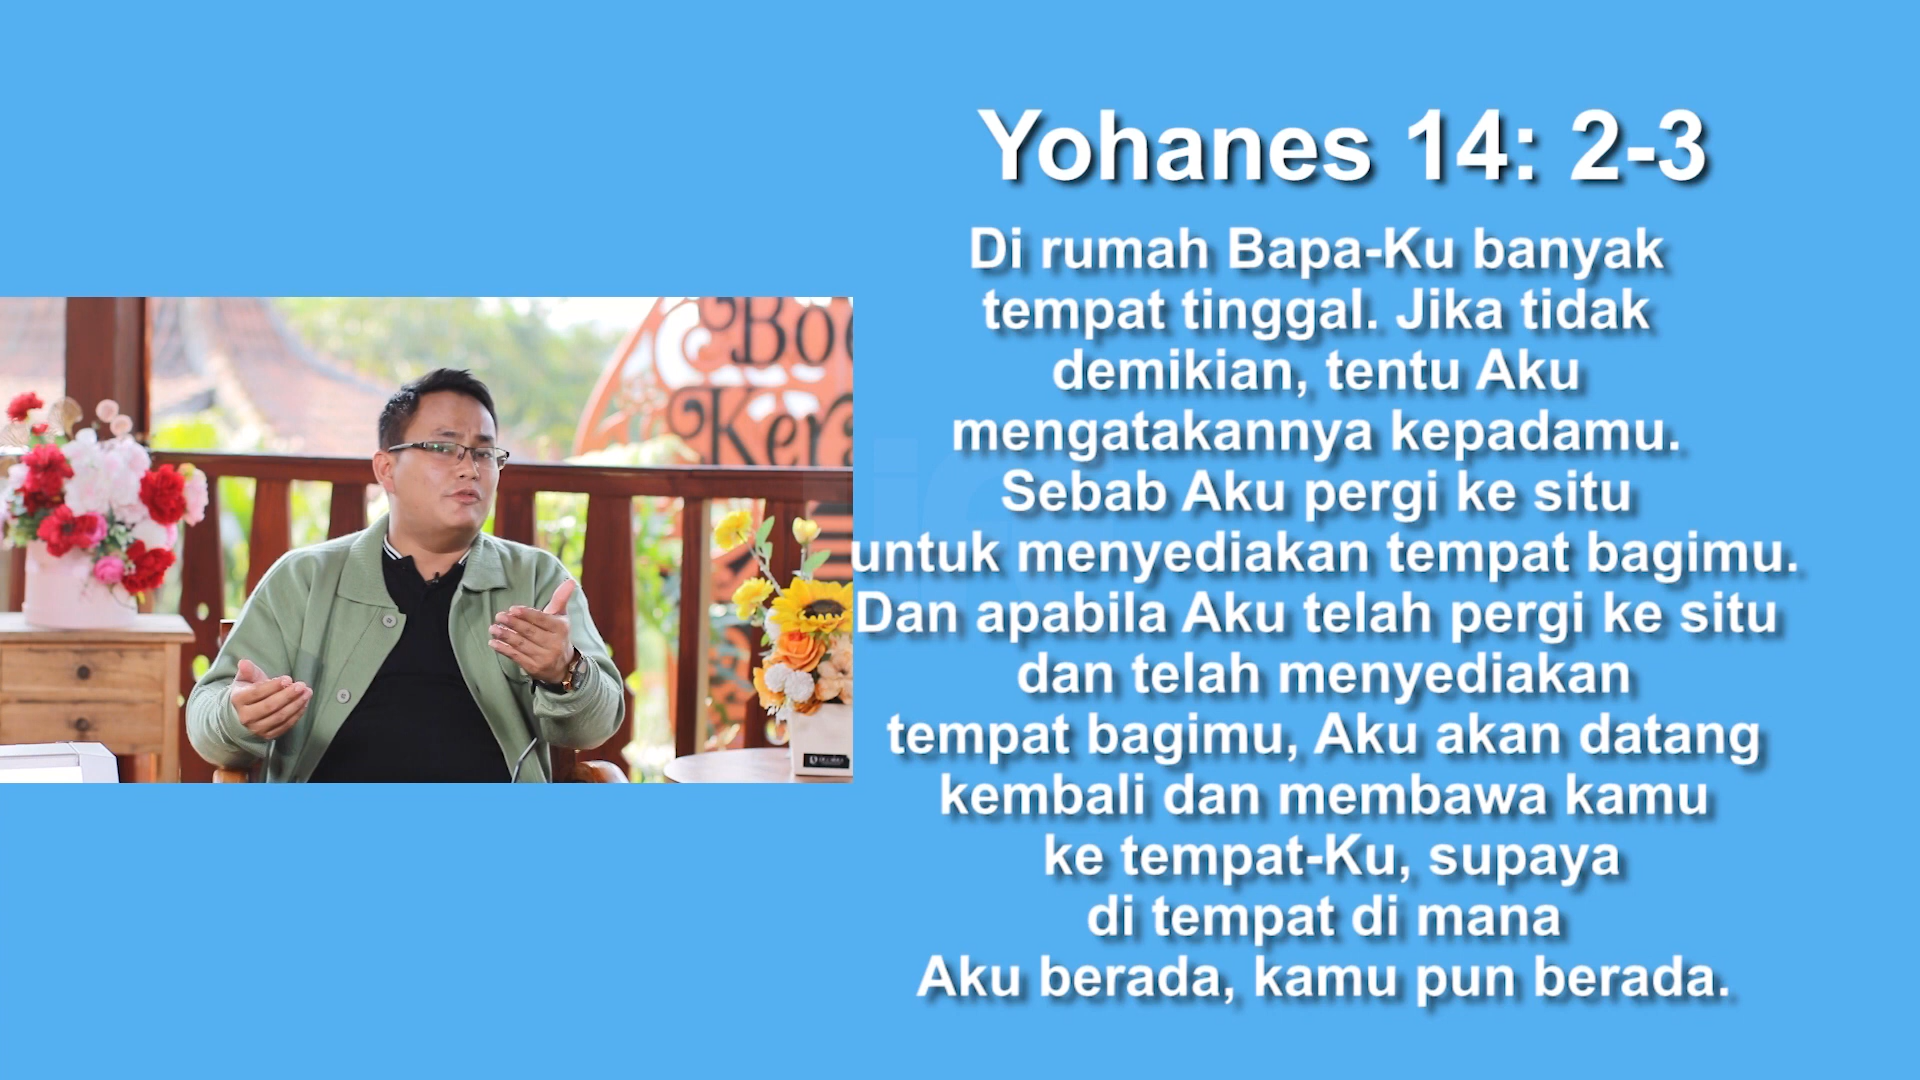 Yohanes 14: 2-3
Di rumah Bapa-Ku banyak
tempat tinggal. Jika tidak
demikian, tentu Aku
mengatakannya kepadamu.
Sebab Aku pergi ke situ
untuk menyediakan tempat bagimu.
Dan apabila Aku telah pergi ke situ
dan telah menyediakan
tempat bagimu, Aku akan datang
kembali dan membawa kamu
ke tempat-Ku, supaya
di tempat di mana
Aku berada, kamu pun berada.